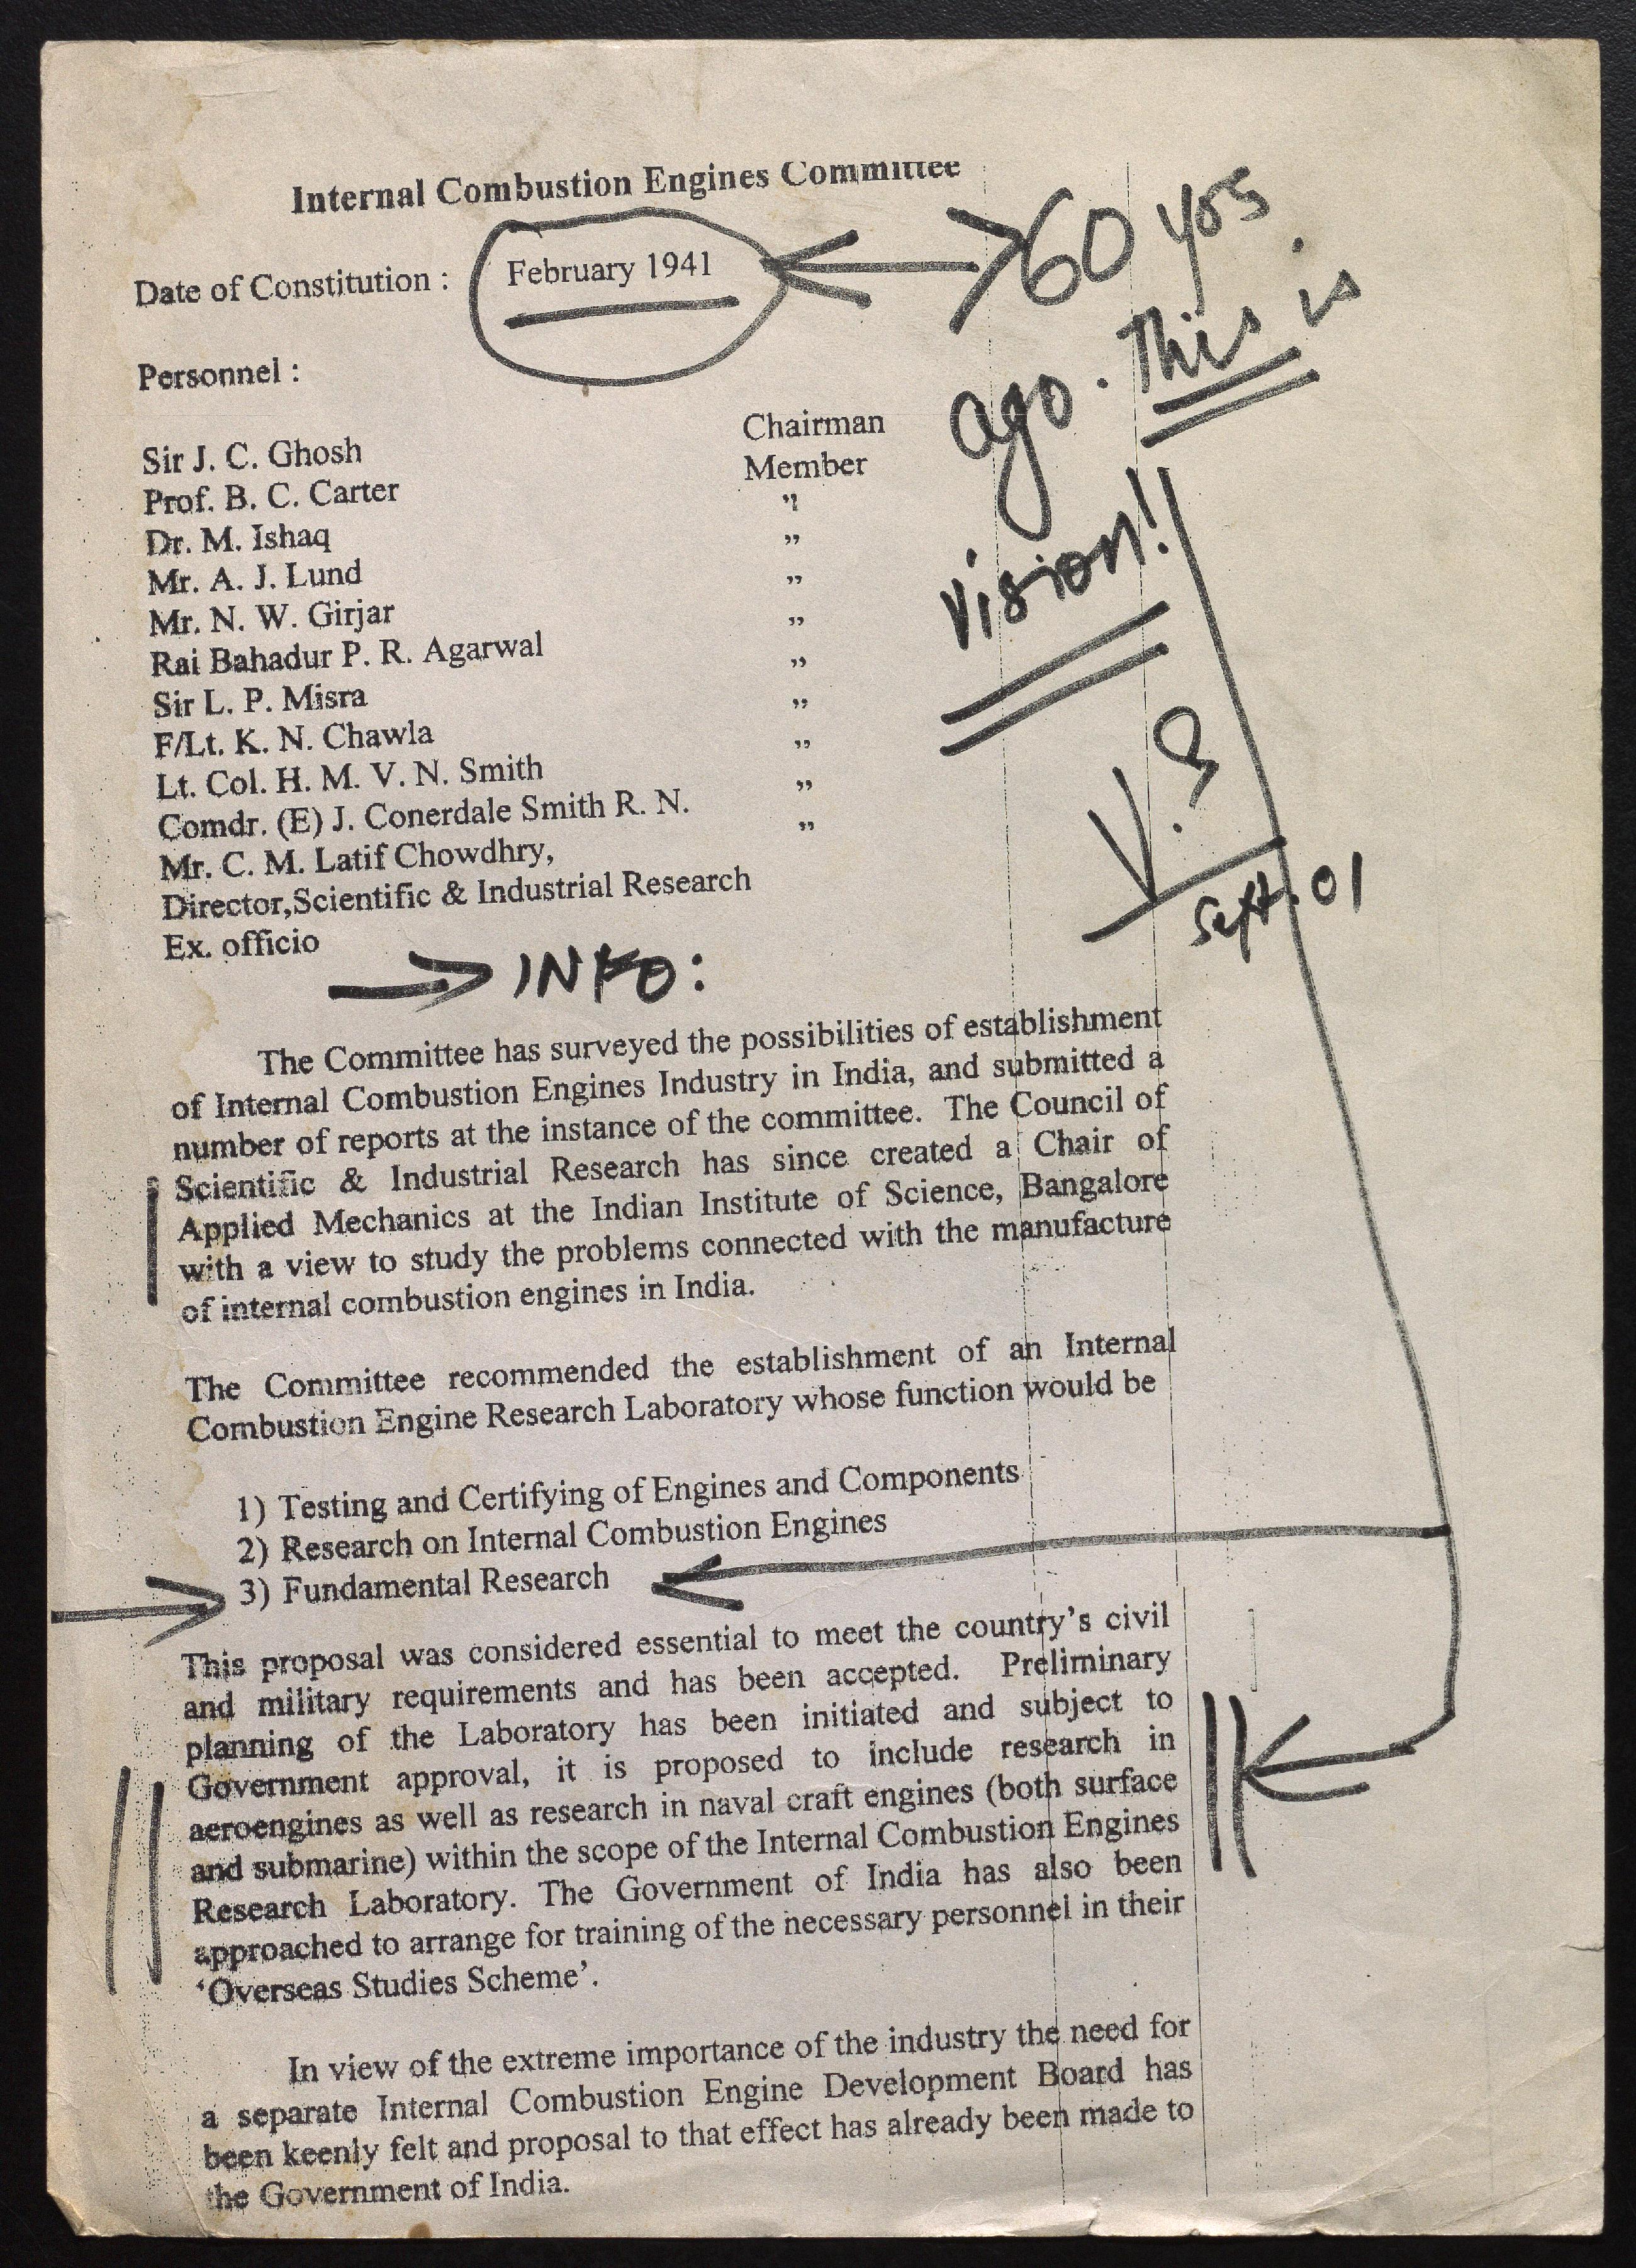 Internal Combustion Engines Committee
Date of Constitution : February 1941
60 yrs
ago. This is
vision!
V.S
Sept. 01
Personnel :
Sir J. C. Ghosh Chairman
Prof. B. C. Carter Member
Dr. M. Ishaq "
Mr. A. J. Lund "
Mr. N. W. Girjar "
Rai Bahadur P. R. Agarwal "
Sir L. P. Misra "
F/Lt. K. N. Chawla "
Lt. Col. H. M. V. N. Smith "
Comdr. (E) J. Conerdale Smith R. N. "
Mr. C. M. Latif Chowdhry, "
Director,Scientific & Industrial Research
Ex. officio
→ INFO:
The Committee has surveyed the possibilities of establishment
of Internal Combustion Engines Industry in India, and submitted a
number of reports at the instance of the committee. The Council of
Scientific & Industrial Research has since created a Chair of
Applied Mechanics at the Indian Institute of Science, Bangalore
with a view to study the problems connected with the manufacture
of internal combustion engines in India.
The Committee recommended the establishment of an Internal
Combustion Engine Research Laboratory whose function would be
1) Testing and Certifying of Engines and Components
2) Research on Internal Combustion Engines
3) Fundamental Research
This proposal was considered essential to meet the country's civil
and military requirements and has been accepted. Preliminary
planning of the Laboratory has been initiated and subject to
Government approval, it is proposed to include research in
aeroengines as well as research in naval craft engines (both surface
and submarine) within the scope of the Internal Combustion Engines
Research Laboratory. The Government of India has also been
approached to arrange for training of the necessary personnel in their
'Overseas Studies Scheme'.
In view of the extreme importance of the industry the need for
a separate Internal Combustion Engine Development Board has
been keenly felt and proposal to that effect has already been made to
the Government of India.